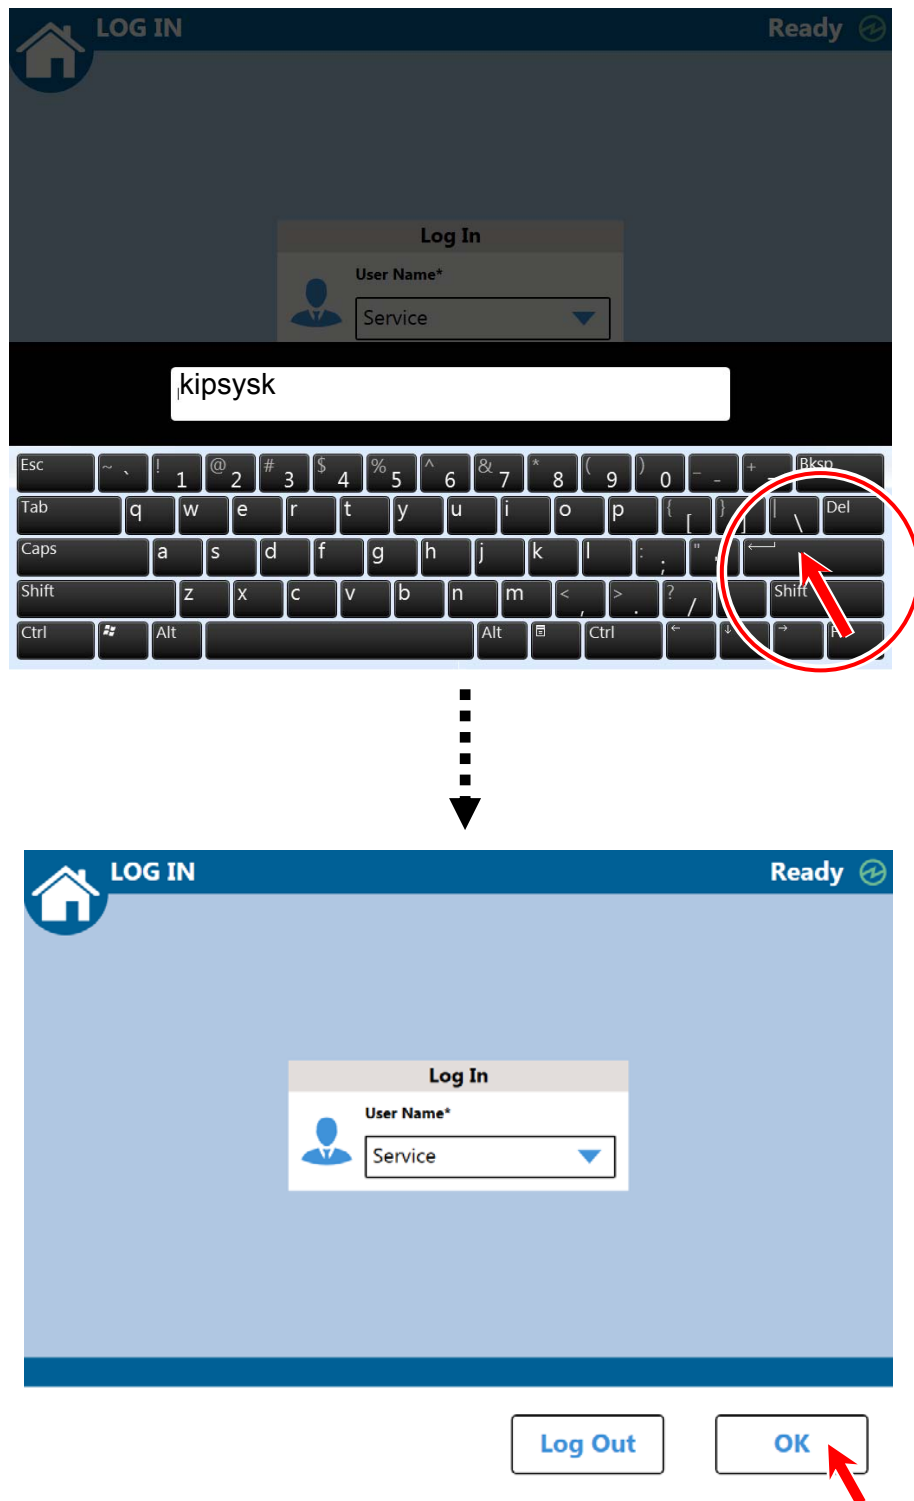 LOG IN Ready
Log In
User Name*
Service
kipsysk
Esc ~ ` ! 1 @ 2 # 3 $ 4 % 5 ^ 6 & 7 * 8 ( 9 ) 0 _ - + = Bksp
Tab q w e r t y u i o p { [ } ] | \ Del
Caps a s d f g h j k l : ; " '
Shift z x c v b n m < , > . ? / Shift
Ctrl Alt Alt Ctrl ← ↓ →
LOG IN Ready
Log In
User Name*
Service
Log Out OK